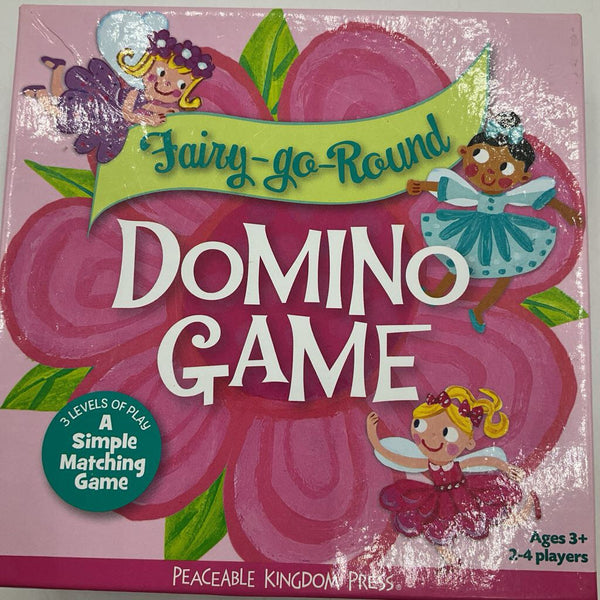 Fairy-go-Round
DOMINO
GAME
3 LEVELS OF PLAY
A
Simple
Matching
Game
Ages 3+
2-4 players
PEACEABLE KINGDOM PRESS®